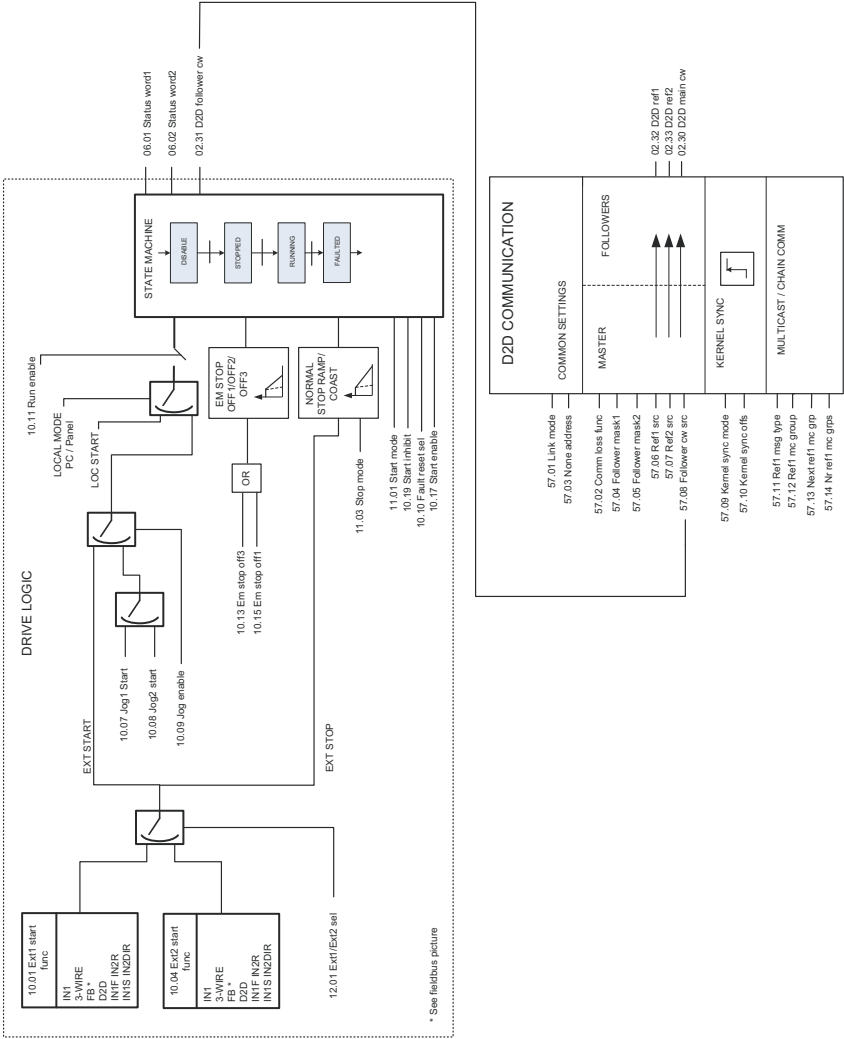 DRIVE LOGIC
10.01 Ext1 start
func
IN1
3-WIRE
FB *
D2D
IN1F IN2R
IN1S IN2DIR
10.04 Ext2 start
func
IN1
3-WIRE
FB *
D2D
IN1F IN2R
IN1S IN2DIR
12.01 Ext1/Ext2 sel
* See fieldbus picture
EXT START
EXT STOP
10.07 Jog1 Start
10.08 Jog2 start
10.09 Jog enable
10.11 Run enable
LOCAL MODE
PC / Panel
LOC START
10.13 Em stop off3
10.15 Em stop off1
OR
EM STOP
OFF1/OFF2/
OFF3
NORMAL
STOP RAMP/
COAST
11.03 Stop mode
11.01 Start mode
10.19 Start inhibit
10.10 Fault reset sel
10.17 Start enable
STATE MACHINE
DISABLE
STOPPED
RUNNING
FAULTED
06.01 Status word1
06.02 Status word2
02.31 D2D follower cw
D2D COMMUNICATION
COMMON SETTINGS
57.01 Link mode
57.03 None address
MASTER
FOLLOWERS
57.02 Comm loss func
57.04 Follower mask1
57.05 Follower mask2
57.06 Ref1 src
57.07 Ref2 src
57.08 Follower cw src
02.32 D2D ref1
02.33 D2D ref2
02.30 D2D main cw
KERNEL SYNC
57.09 Kernel sync mode
57.10 Kernel sync offs
MULTICAST / CHAIN COMM
57.11 Ref1 msg type
57.12 Ref1 mc group
57.13 Next ref1 mc grp
57.14 Nr ref1 mc grps